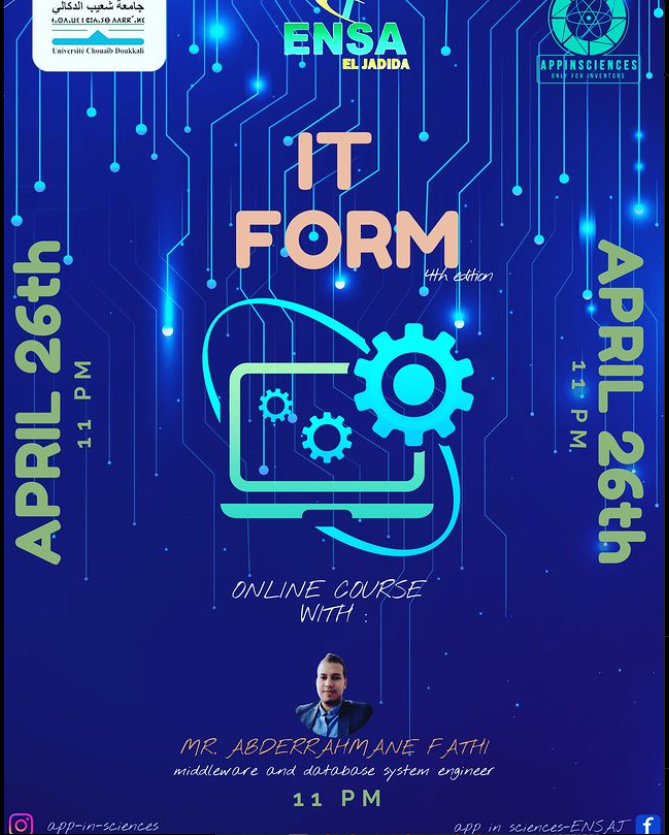 جامعة شعيب الدكالي
Université Chouaib Doukkali
ENSA
EL JADIDA
APPINSCIENCES
ONLY FOR INVENTORS
IT
FORM
4th edition
APRIL 26th
11 PM
APRIL 26th
11 PM
ONLINE COURSE
WITH :
MR. ABDERRAHMANE FATHI
middleware and database system engineer
11 PM
app-in-sciences
app in sciences-ENSAJ